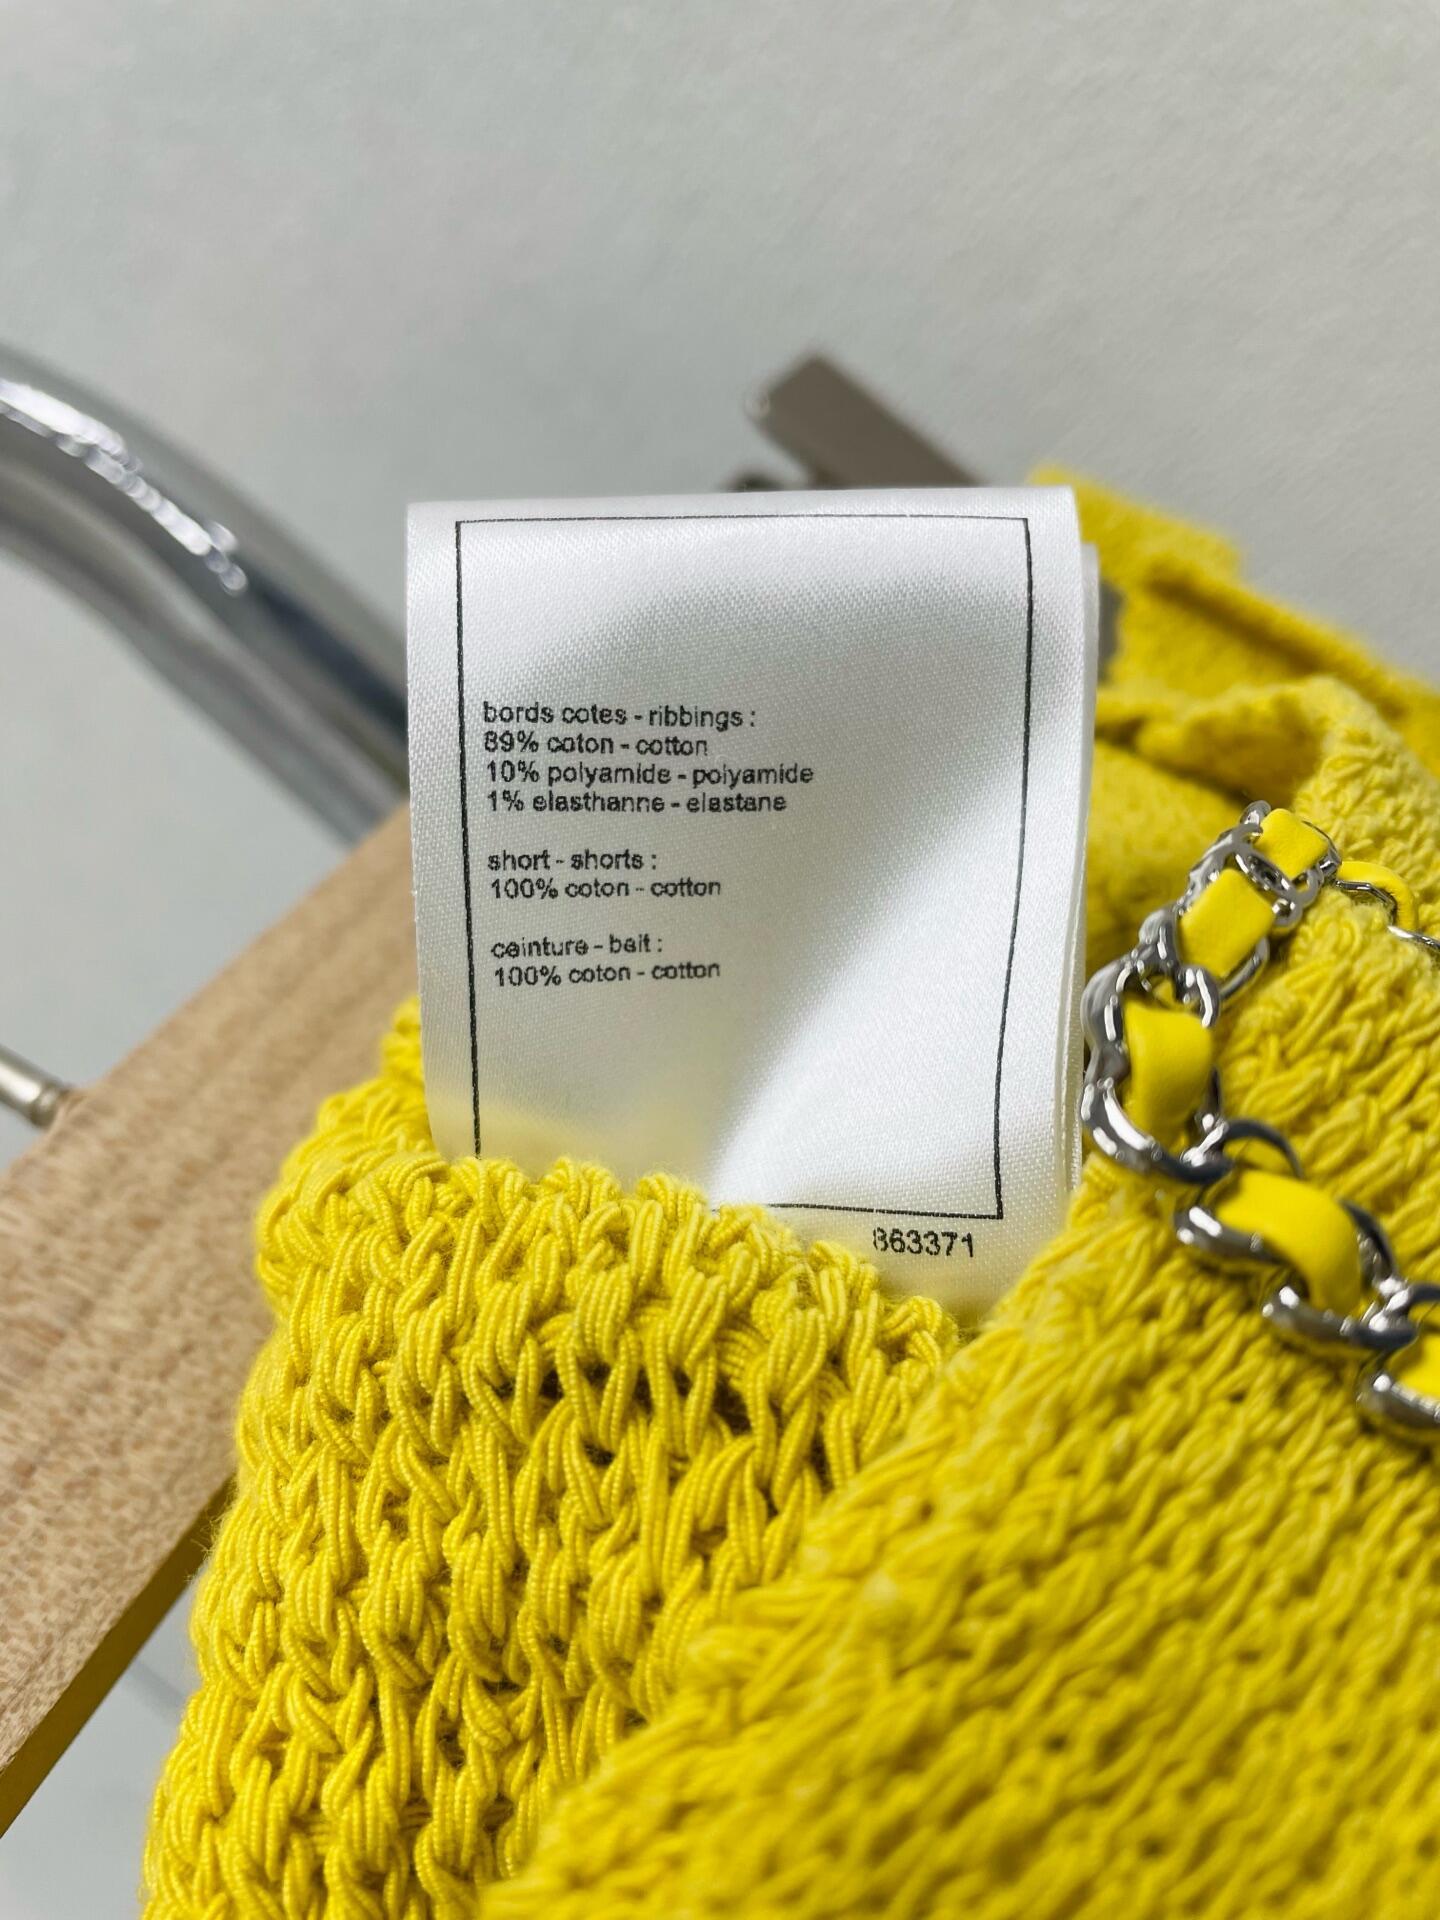 bords cotes - ribbings :
89% coton - cotton
10% polyamide - polyamide
1% elasthanne - elastane
short - shorts :
100% coton - cotton
ceinture - belt :
100% coton - cotton
863371